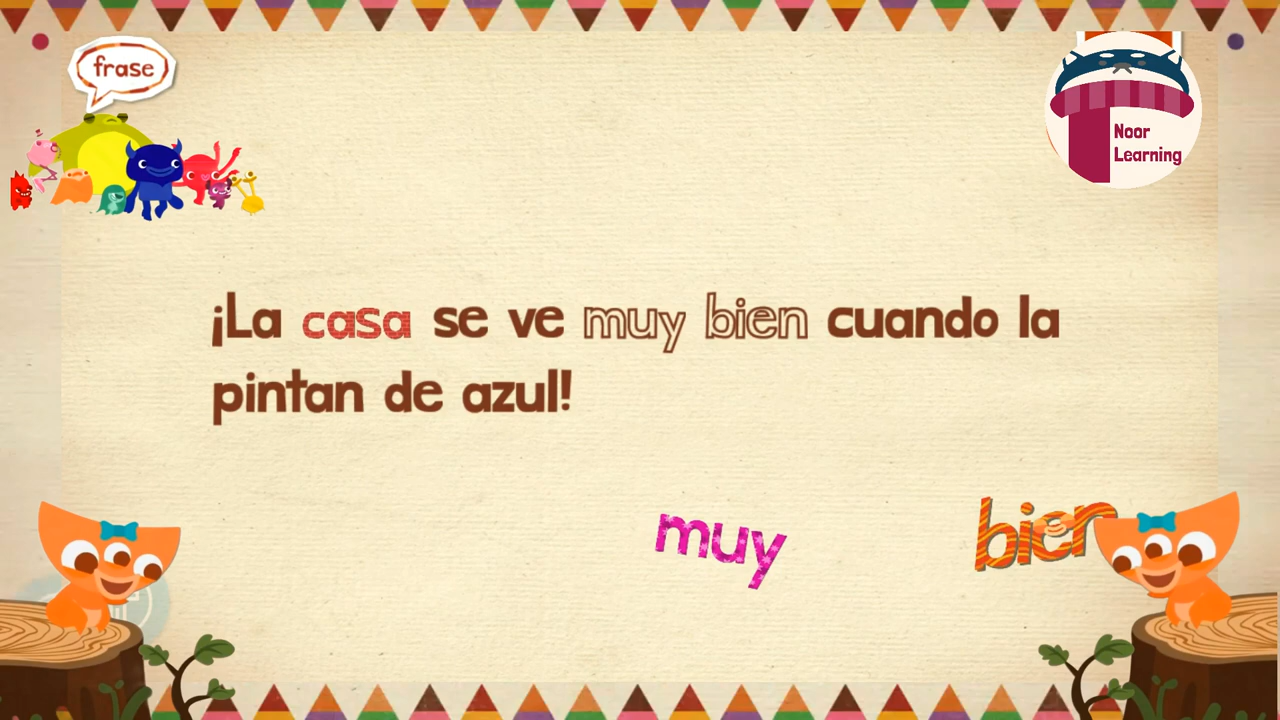 frase
Noor
Learning
¡La casa se ve muy bien cuando la
pintan de azul!
muy
bien